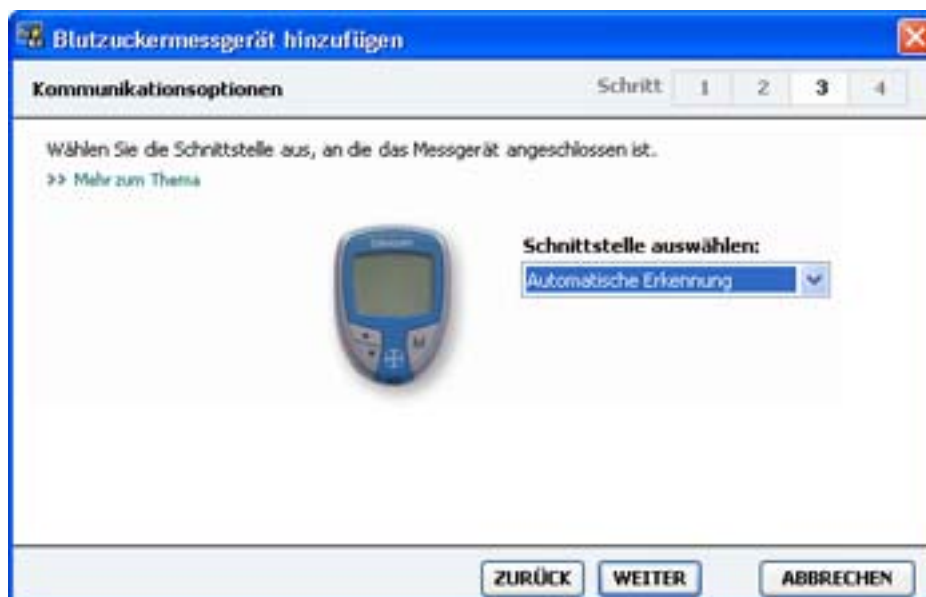 Blutzuckermessgerät hinzufügen
Kommunikationsoptionen Schritt 1 2 3 4
Wählen Sie die Schnittstelle aus, an die das Messgerät angeschlossen ist.
>> Mehr zum Thema
Schnittstelle auswählen:
Automatische Erkennung
ZURÜCK WEITER ABBRECHEN